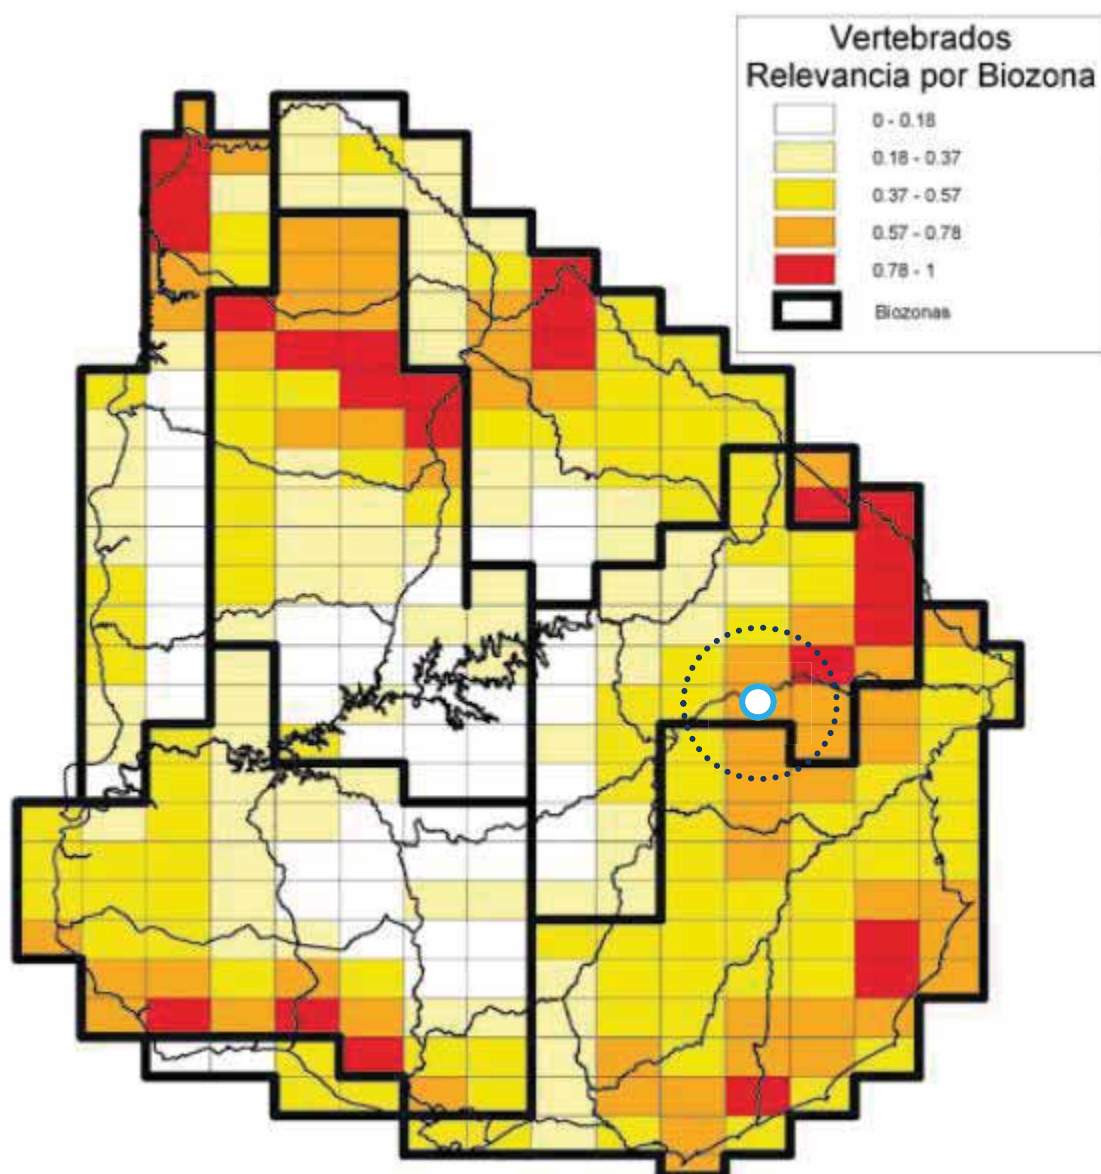 Vertebrados
Relevancia por Biozona
0 - 0.18
0.18 - 0.37
0.37 - 0.57
0.57 - 0.78
0.78 - 1
Biozonas